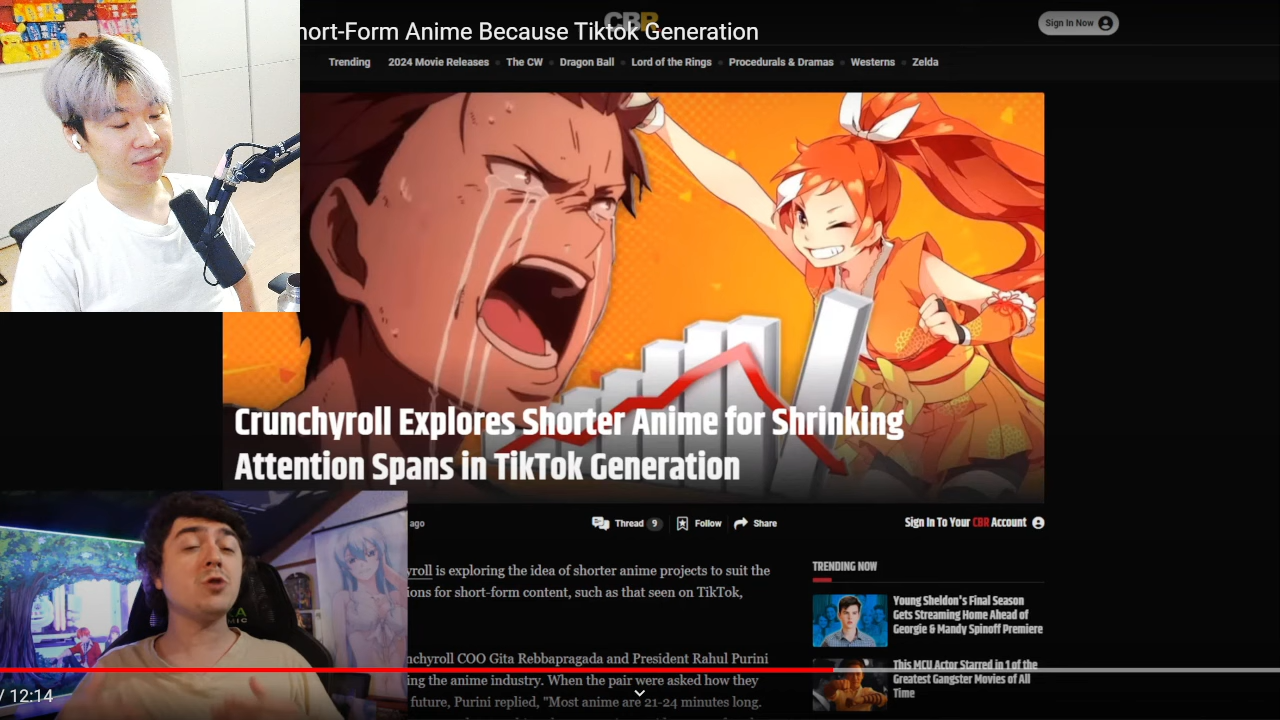 hort-Form Anime Because Tiktok Generation
CBR
Sign In Now
Trending 2024 Movie Releases The CW Dragon Ball Lord of the Rings Procedurals & Dramas Westerns Zelda
Crunchyroll Explores Shorter Anime for Shrinking
Attention Spans in TikTok Generation
ago Thread 9 Follow Share Sign In To Your CBR Account
yroll is exploring the idea of shorter anime projects to suit the
ions for short-form content, such as that seen on TikTok,
TRENDING NOW
Young Sheldon's Final Season
Gets Streaming Home Ahead of
Georgie & Mandy Spinoff Premiere
nchyroll COO Gita Rebbapragada and President Rahul Purini
ing the anime industry. When the pair were asked how they
future, Purini replied, "Most anime are 21-24 minutes long.
This MCU Actor Starred in 1 of the
Greatest Gangster Movies of All
Time
/ 12:14